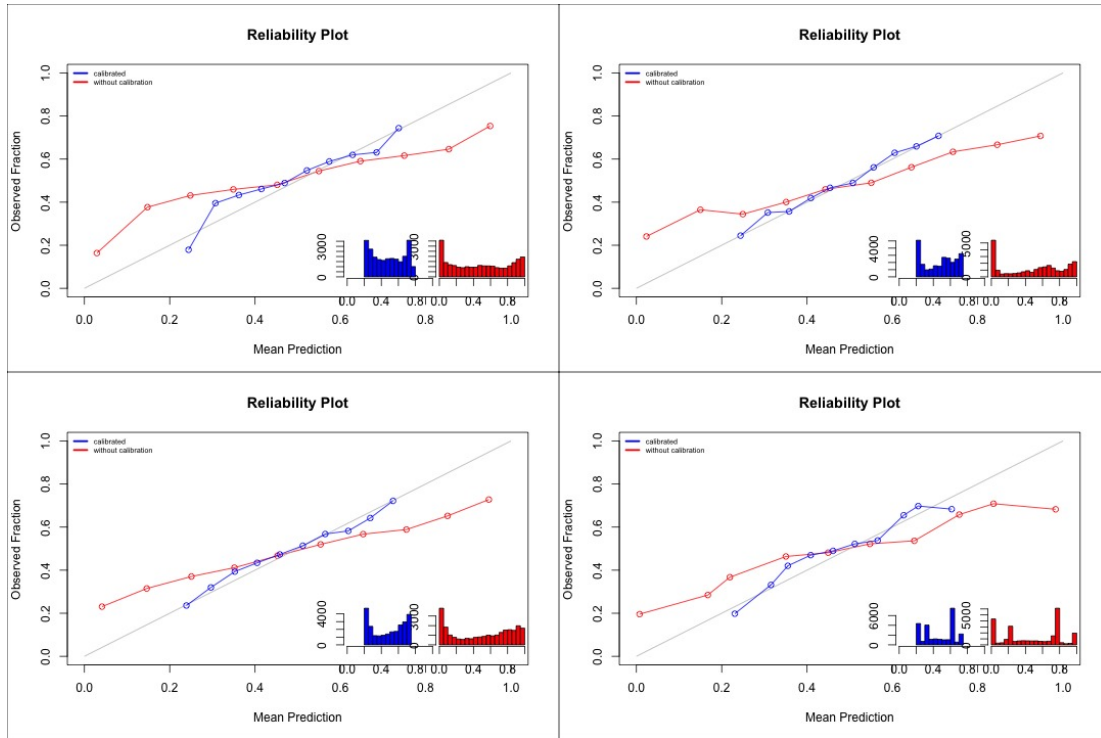 Reliability Plot
calibrated
without calibration
Observed Fraction
1.0
0.8
0.6
0.4
0.2
0.0
3000
0
3000
0
0.0 0.4 0.8 0.0 0.4 0.8
0.0 0.2 0.4 0.6 0.8 1.0
Mean Prediction
Reliability Plot
calibrated
without calibration
Observed Fraction
1.0
0.8
0.6
0.4
0.2
0.0
4000
0
5000
0
0.0 0.4 0.8 0.0 0.4 0.8
0.0 0.2 0.4 0.6 0.8 1.0
Mean Prediction
Reliability Plot
calibrated
without calibration
Observed Fraction
1.0
0.8
0.6
0.4
0.2
0.0
4000
0
3000
0
0.0 0.4 0.8 0.0 0.4 0.8
0.0 0.2 0.4 0.6 0.8 1.0
Mean Prediction
Reliability Plot
calibrated
without calibration
Observed Fraction
1.0
0.8
0.6
0.4
0.2
0.0
6000
0
5000
0
0.0 0.4 0.8 0.0 0.4 0.8
0.0 0.2 0.4 0.6 0.8 1.0
Mean Prediction